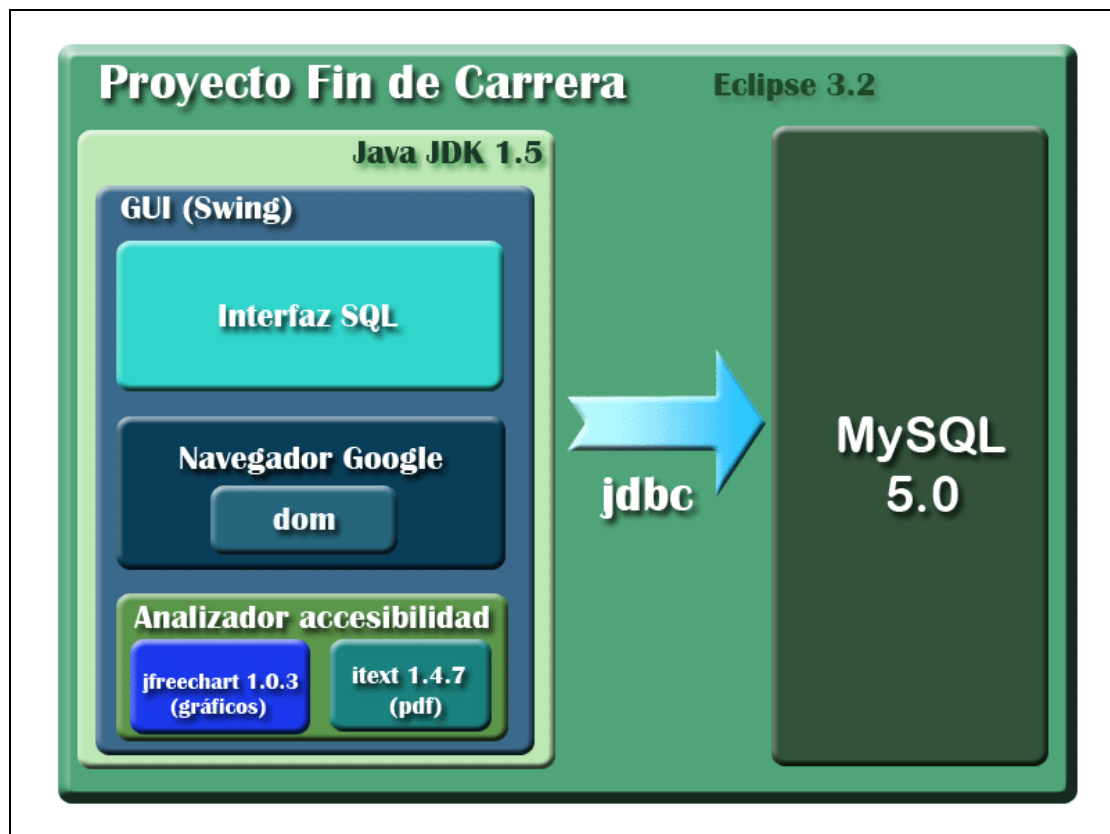 Proyecto Fin de Carrera
Eclipse 3.2
Java JDK 1.5
GUI (Swing)
Interfaz SQL
Navegador Google
dom
Analizador accesibilidad
jfreechart 1.0.3
(gráficos)
itext 1.4.7
(pdf)
jdbc
MySQL
5.0